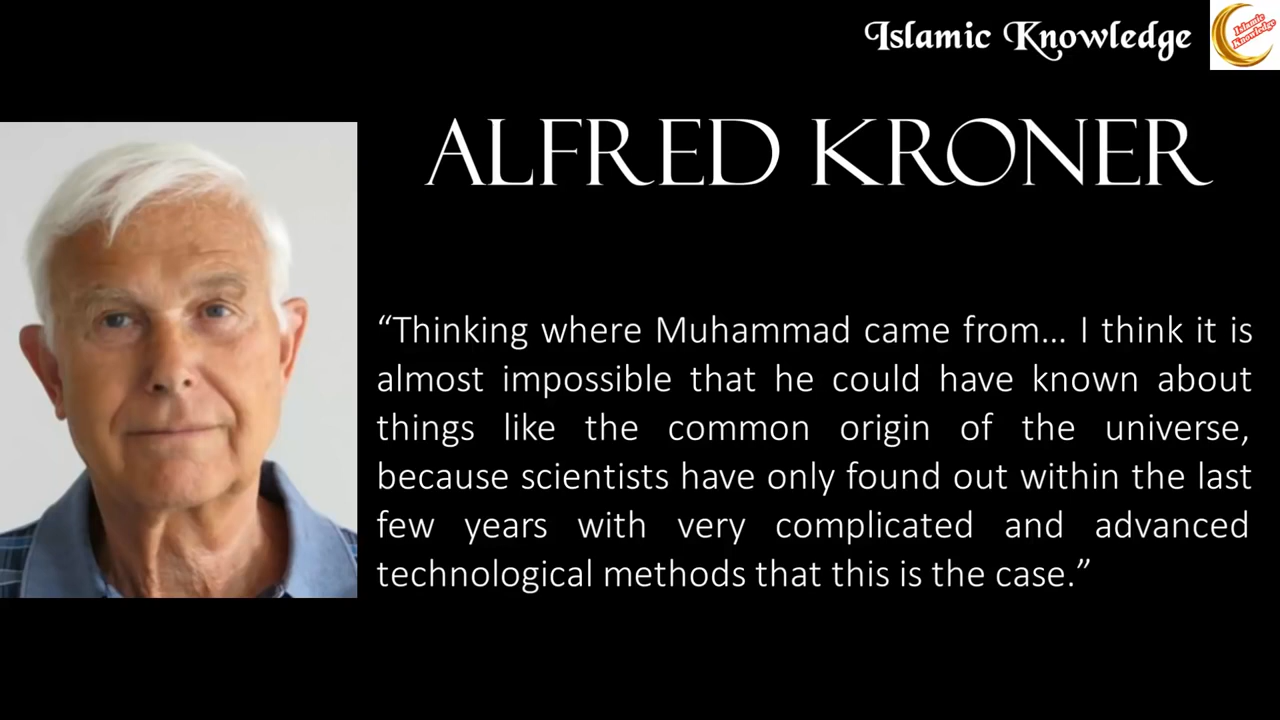 Islamic Knowledge
Islamic
Knowledge
ALFRED KRONER
“Thinking where Muhammad came from... I think it is
almost impossible that he could have known about
things like the common origin of the universe,
because scientists have only found out within the last
few years with very complicated and advanced
technological methods that this is the case.”